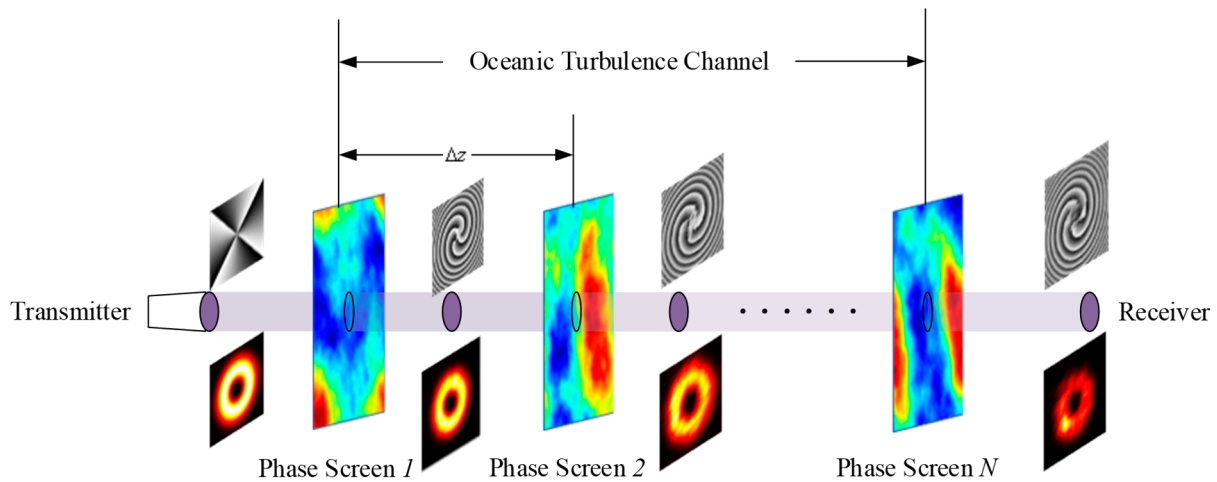 Oceanic Turbulence Channel
Δz
Transmitter
Receiver
Phase Screen 1
Phase Screen 2
Phase Screen N